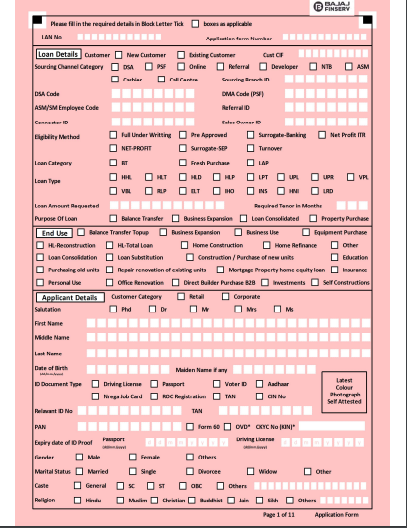 BAJAJ
FINSERV
Please fill in the required details in Block Letter Tick boxes as applicable
LAN No Application form Number
Loan Details Customer New Customer Existing Customer Cust CIF
Sourcing Channel Category DSA PSF Online Referral Developer NTB ASM
Cashier Call Centre Sourcing Branch ID
DSA Code DMA Code (PSF)
ASM/SM Employee Code Referral ID
Connector ID Sales Owner ID
Eligibility Method Full Under Writting Pre Approved Surrogate-Banking Net Profit ITR
NET-PROFIT Surrogate-SEP Turnover
Loan Category BT Fresh Purchase LAP
Loan Type HHL HLT HLD HLP LPT UPL UPR VPL
VBL RLP ELT IHO INS HNI LRD
Loan Amount Requested Required Tenor in Months
Purpose Of Loan Balance Transfer Business Expansion Loan Consolidated Property Purchase
End Use Balance Transfer Topup Business Expansion Business Use Equipment Purchase
HL-Reconstruction HL-Total Loan Home Construction Home Refinance Other
Loan Consolidation Loan Substitution Construction / Purchase of new units Education
Purchasing old units Repair renovation of existing units Mortgage Property home equity loan Insurance
Personal Use Office Renovation Direct Builder Purchase B2B Investments Self Constructions
Applicant Details Customer Category Retail Corporate
Salutation Phd Dr Mr Mrs Ms
First Name
Middle Name
Last Name
Date of Birth Maiden Name if any
ID Document Type Driving License Passport Voter ID Aadhaar
Nrega Job Card ROC Registration TAN CIN No
Latest
Colour
Photograph
Self Attested
Relavant ID No TAN
PAN Form 60 OVD* CKYC No (KIN)*
Expiry date of ID Proof Passport Driving License
Gender Male Female Others
Marital Status Married Single Divorcee Widow Other
Caste General SC ST OBC Others
Religion Hindu Muslim Christian Buddhist Jain Sikh Others
Page 1 of 11 Application Form